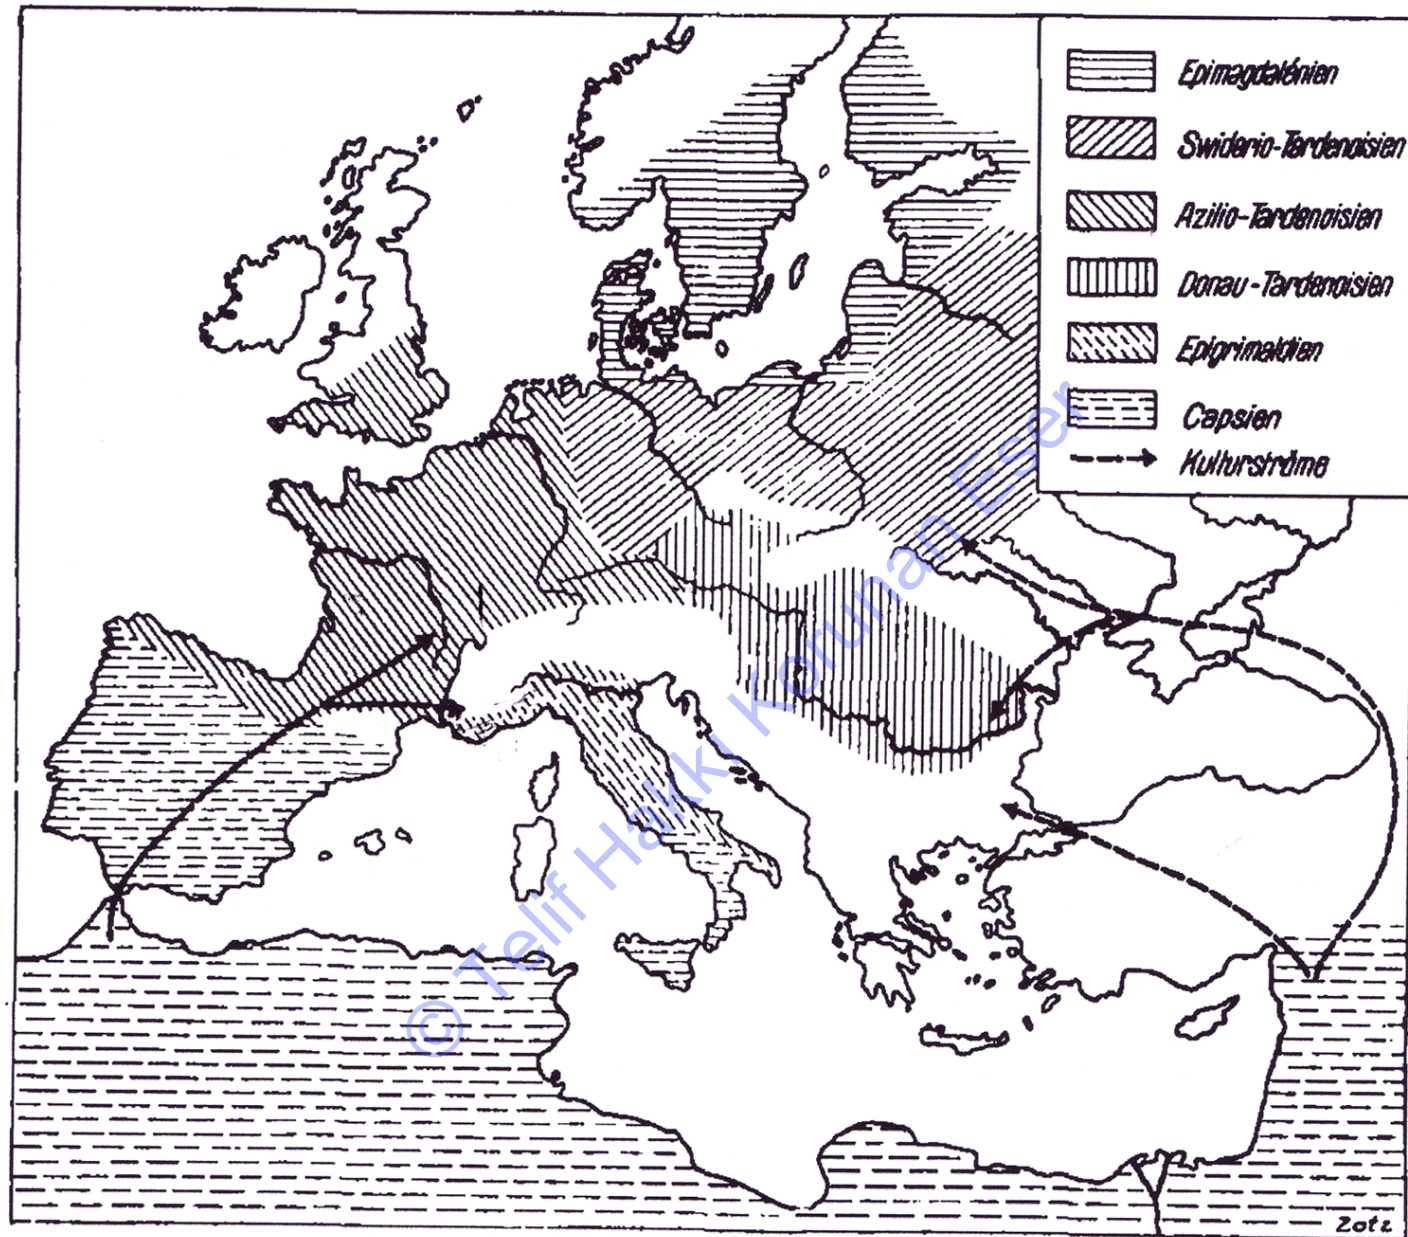 Epimagdalénien
Swiderio-Tardenoisien
Azilio-Tardenoisien
Donau-Tardenoisien
Epigrimaldien
Capsien
Kulturströme
© Telif Hakkı Korunan Eser
Zotz